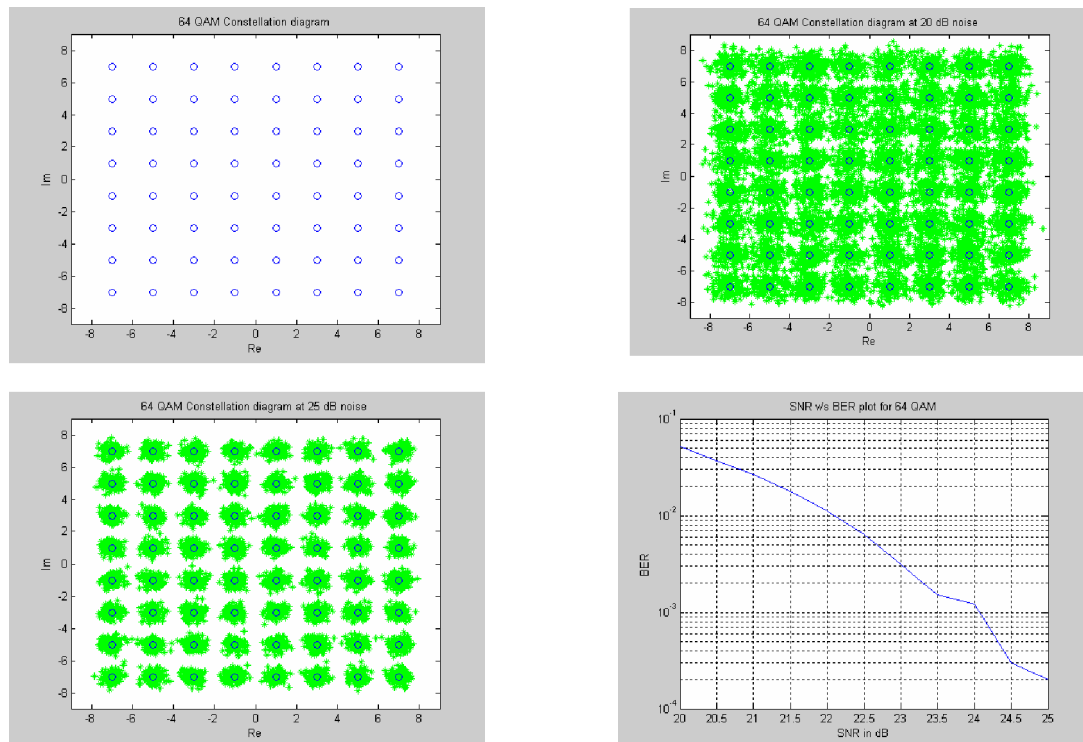 64 QAM Constellation diagram
8
6
4
2
0
-2
-4
-6
-8
Im
-8 -6 -4 -2 0 2 4 6 8
Re
64 QAM Constellation diagram at 20 dB noise
8
6
4
2
0
-2
-4
-6
-8
Im
-8 -6 -4 -2 0 2 4 6 8
Re
64 QAM Constellation diagram at 25 dB noise
8
6
4
2
0
-2
-4
-6
-8
Im
-8 -6 -4 -2 0 2 4 6 8
Re
SNR v/s BER plot for 64 QAM
10^-1
10^-2
10^-3
10^-4
BER
20 20.5 21 21.5 22 22.5 23 23.5 24 24.5 25
SNR in dB